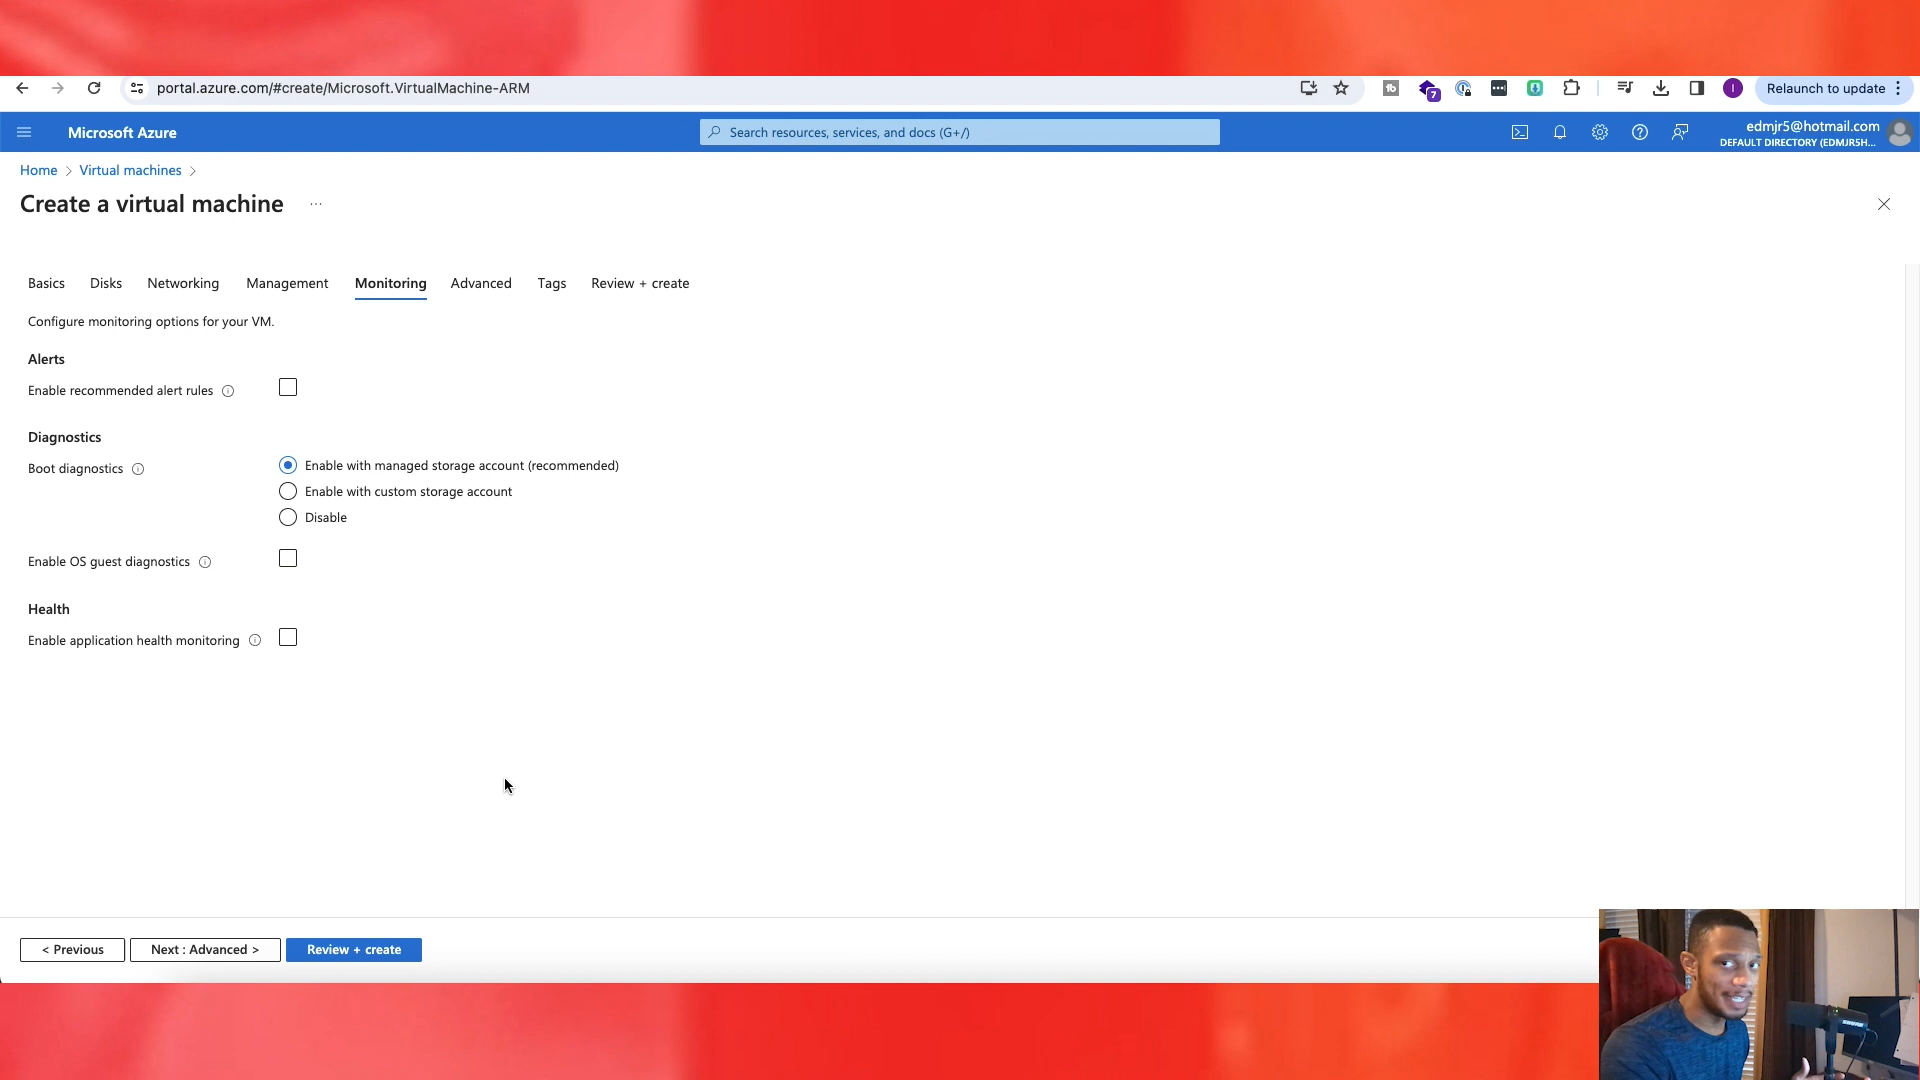 portal.azure.com/#create/Microsoft.VirtualMachine-ARM
7
I
Relaunch to update
Microsoft Azure
Search resources, services, and docs (G+/)
edmjr5@hotmail.com
DEFAULT DIRECTORY (EDMJR5H...
Home > Virtual machines >
Create a virtual machine ...
Basics Disks Networking Management Monitoring Advanced Tags Review + create
Configure monitoring options for your VM.
Alerts
Enable recommended alert rules
Diagnostics
Boot diagnostics
Enable with managed storage account (recommended)
Enable with custom storage account
Disable
Enable OS guest diagnostics
Health
Enable application health monitoring
< Previous
Next : Advanced >
Review + create